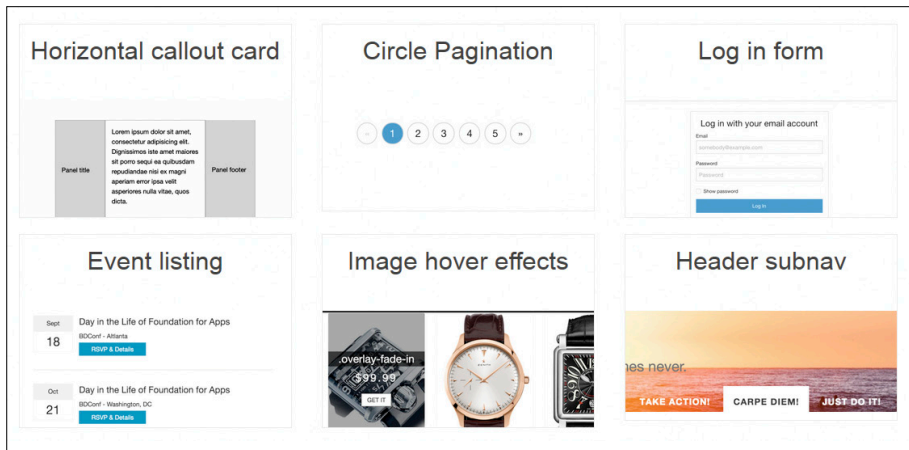 Horizontal callout card
Panel title
Lorem ipsum dolor sit amet,
consectetur adipisicing elit.
Dignissimos iste amet maiores
sit porro sequi ea quibusdam
repudiandae nisi ex magni
aperiam error ipsa velit
asperiores nulla vitae, quos
dicta.
Panel footer
Circle Pagination
« 1 2 3 4 5 »
Log in form
Log in with your email account
Email
somebody@example.com
Password
Password
Show password
Log in
Event listing
Sept
18
Day in the Life of Foundation for Apps
BDConf - Altlanta
RSVP & Details
Oct
21
Day in the Life of Foundation for Apps
BDConf - Washington, DC
RSVP & Details
Image hover effects
.overlay-fade-in
$99.99
GET IT
Header subnav
nes never.
TAKE ACTION!
CARPE DIEM!
JUST DO IT!